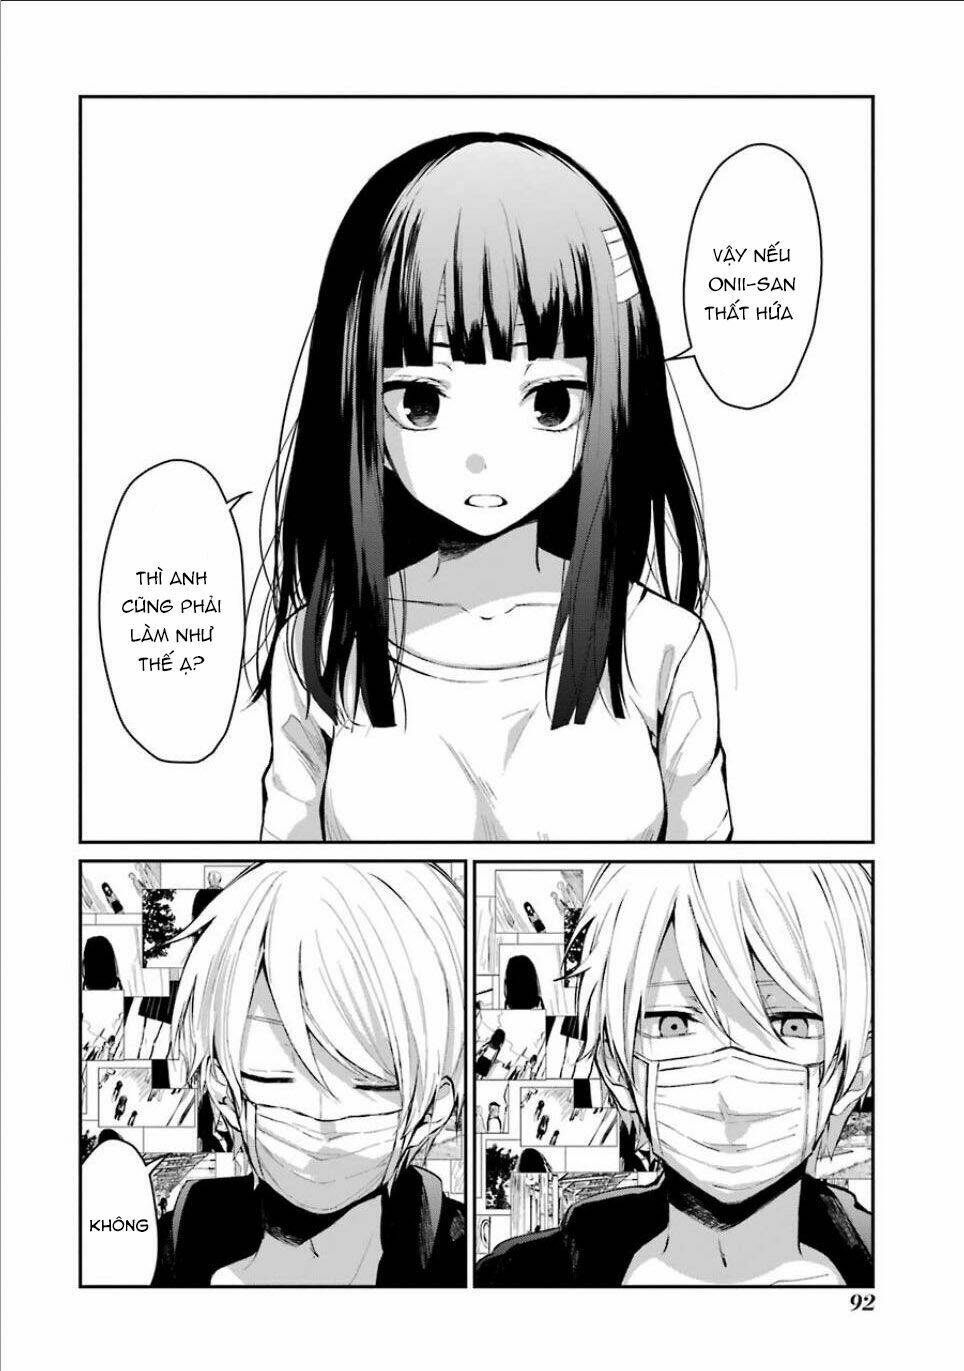 VẬY NẾU
ONII-SAN
THẤT HỨA
THÌ ANH
CŨNG PHẢI
LÀM NHƯ
THẾ Ạ?
KHÔNG
92